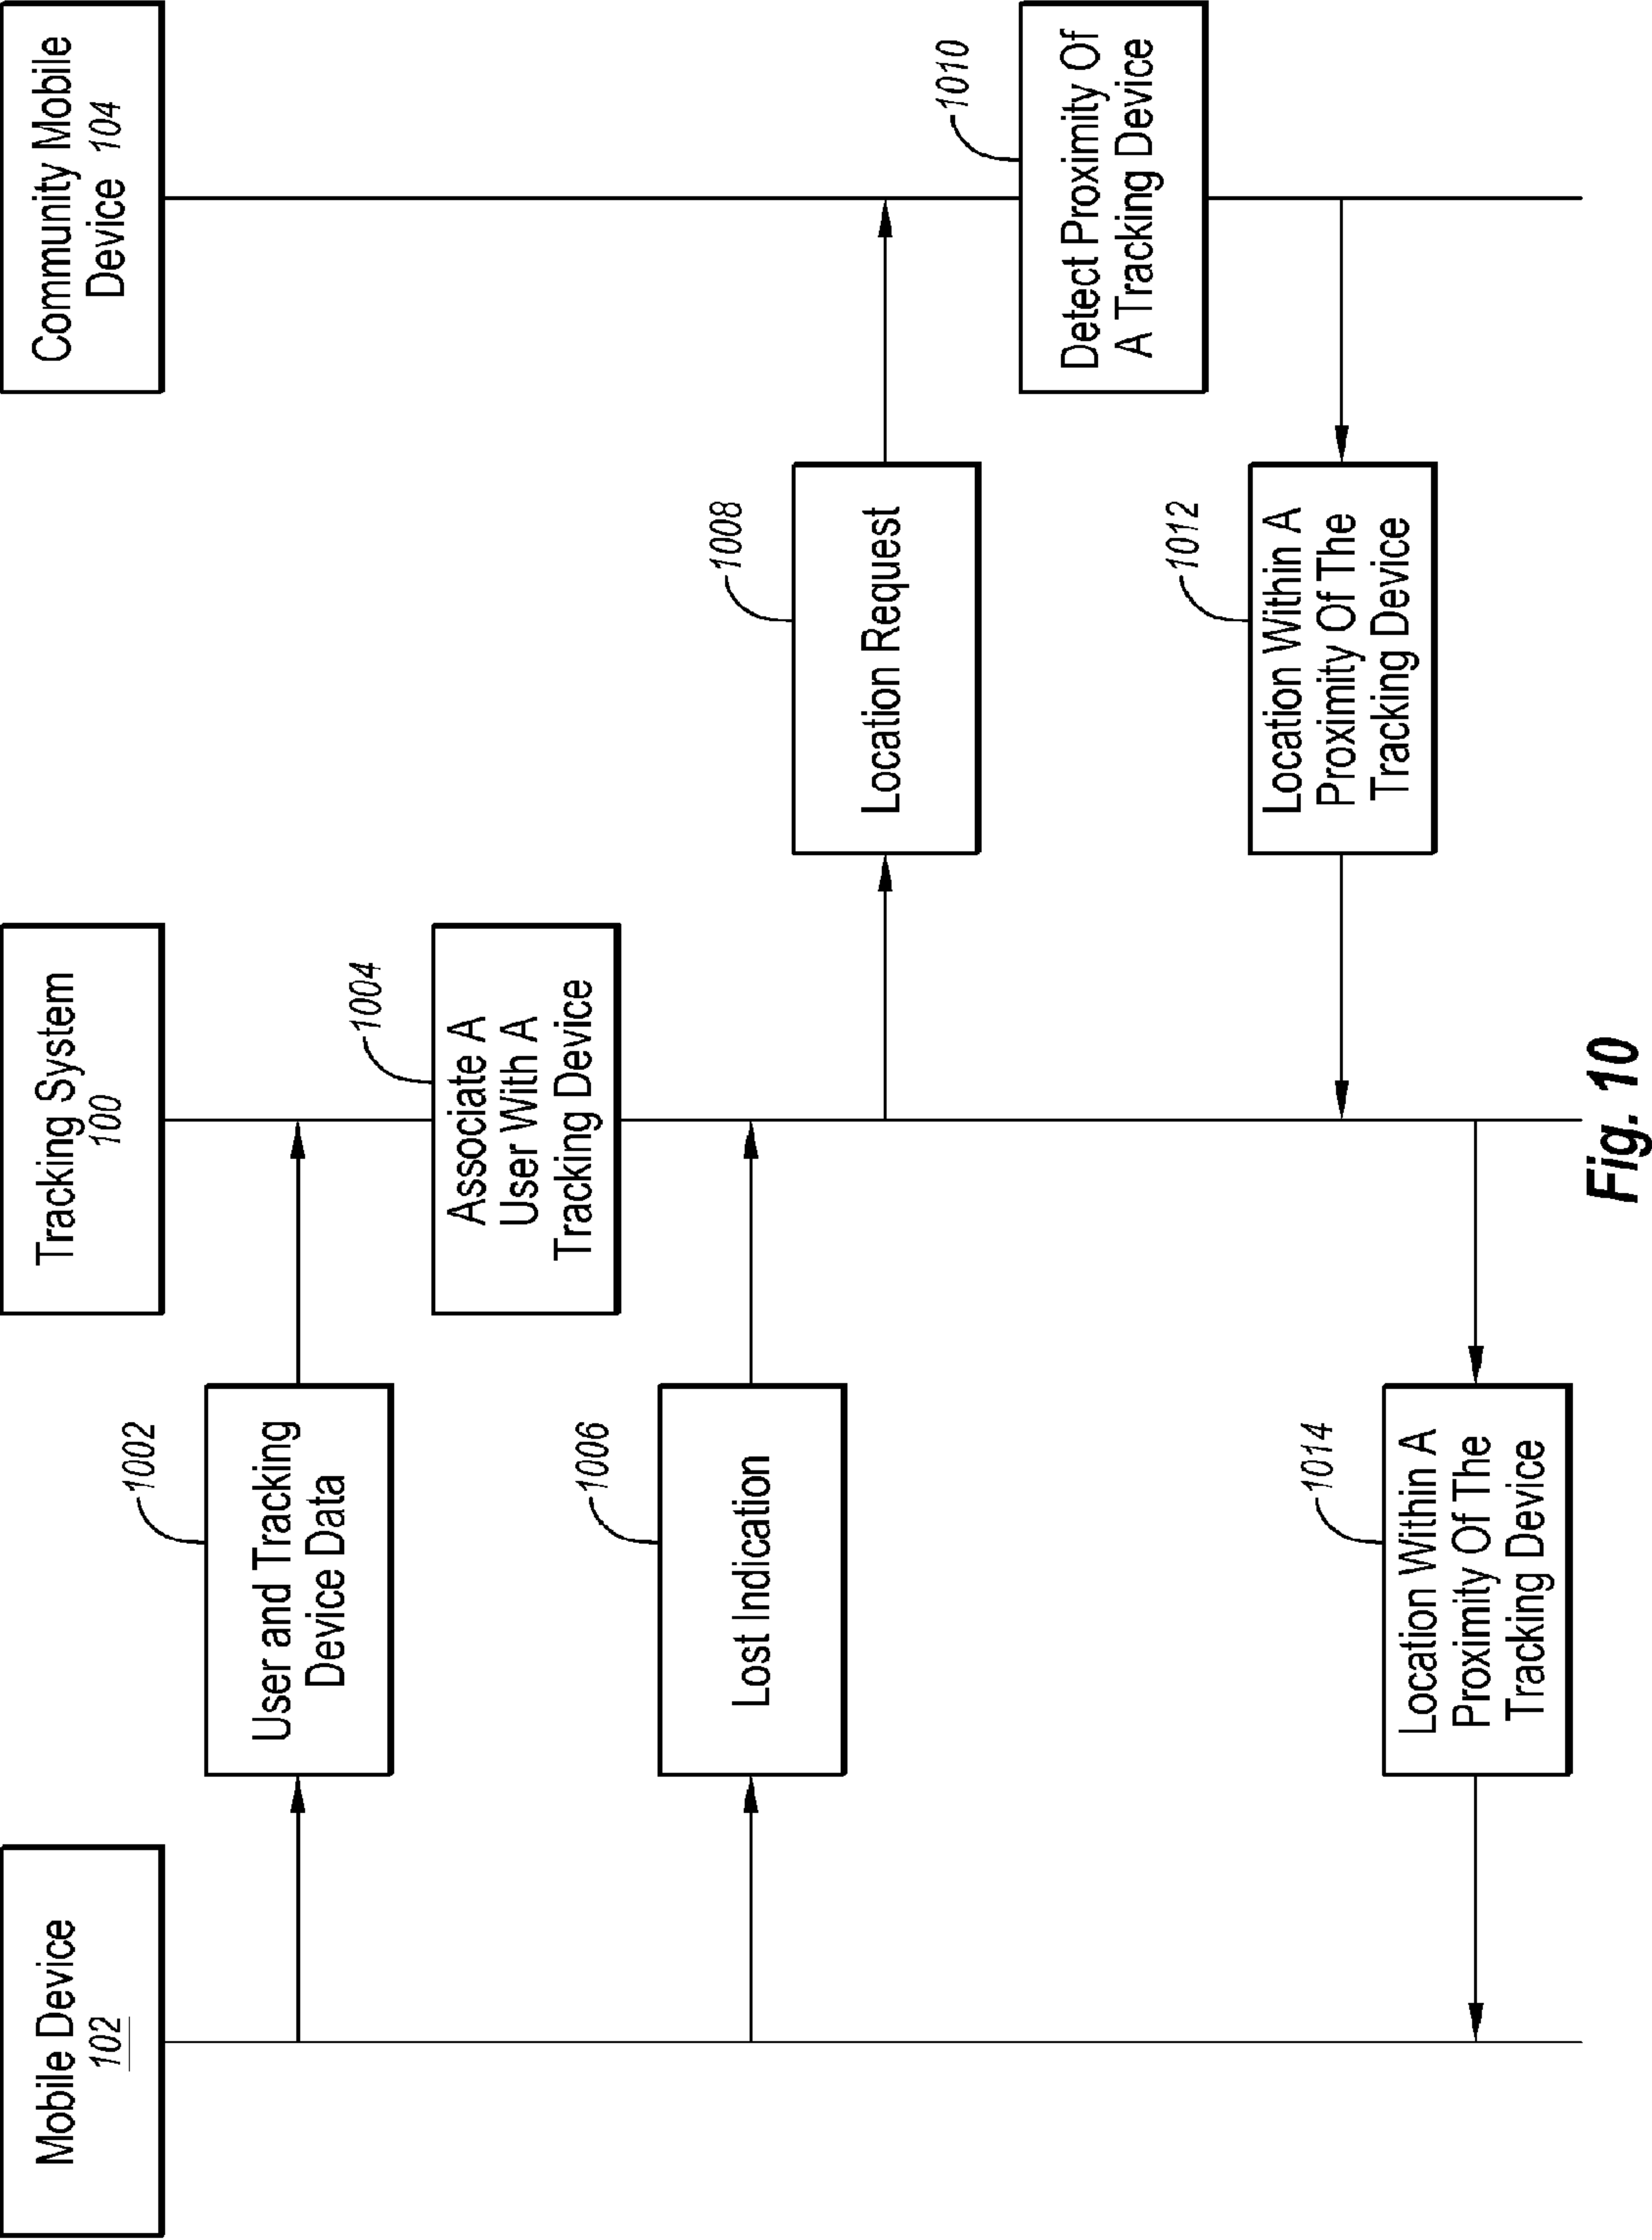 Mobile Device
102
Tracking System
100
Community Mobile
Device 104
1002
User and Tracking
Device Data
1004
Associate A
User With A
Tracking Device
1006
Lost Indication
1008
Location Request
1010
Detect Proximity Of
A Tracking Device
1012
Location Within A
Proximity Of The
Tracking Device
1014
Location Within A
Proximity Of The
Tracking Device
Fig. 10